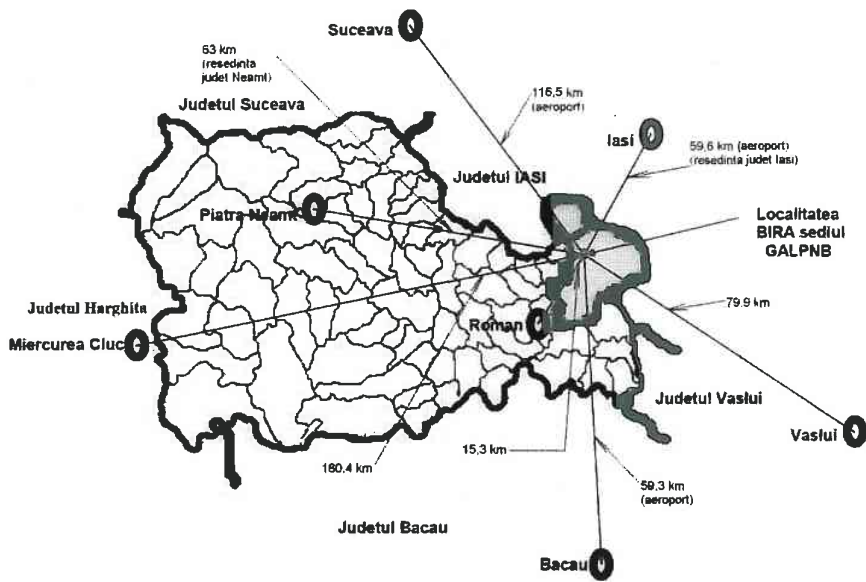 Suceava
63 km
(resedinta
judet Neamt)
Judetul Suceava
116,5 km
(aeroport)
Iasi
59,6 km (aeroport)
(resedinta judet Iasi)
Judetul IASI
Piatra Neamt
Localitatea
BIRA sediul
GALPNB
Judetul Harghita
79.9 km
Roman
Miercurea Ciuc
Judetul Vaslui
Vaslui
15,3 km
180,4 km
59,3 km
(aeroport)
Judetul Bacau
Bacau